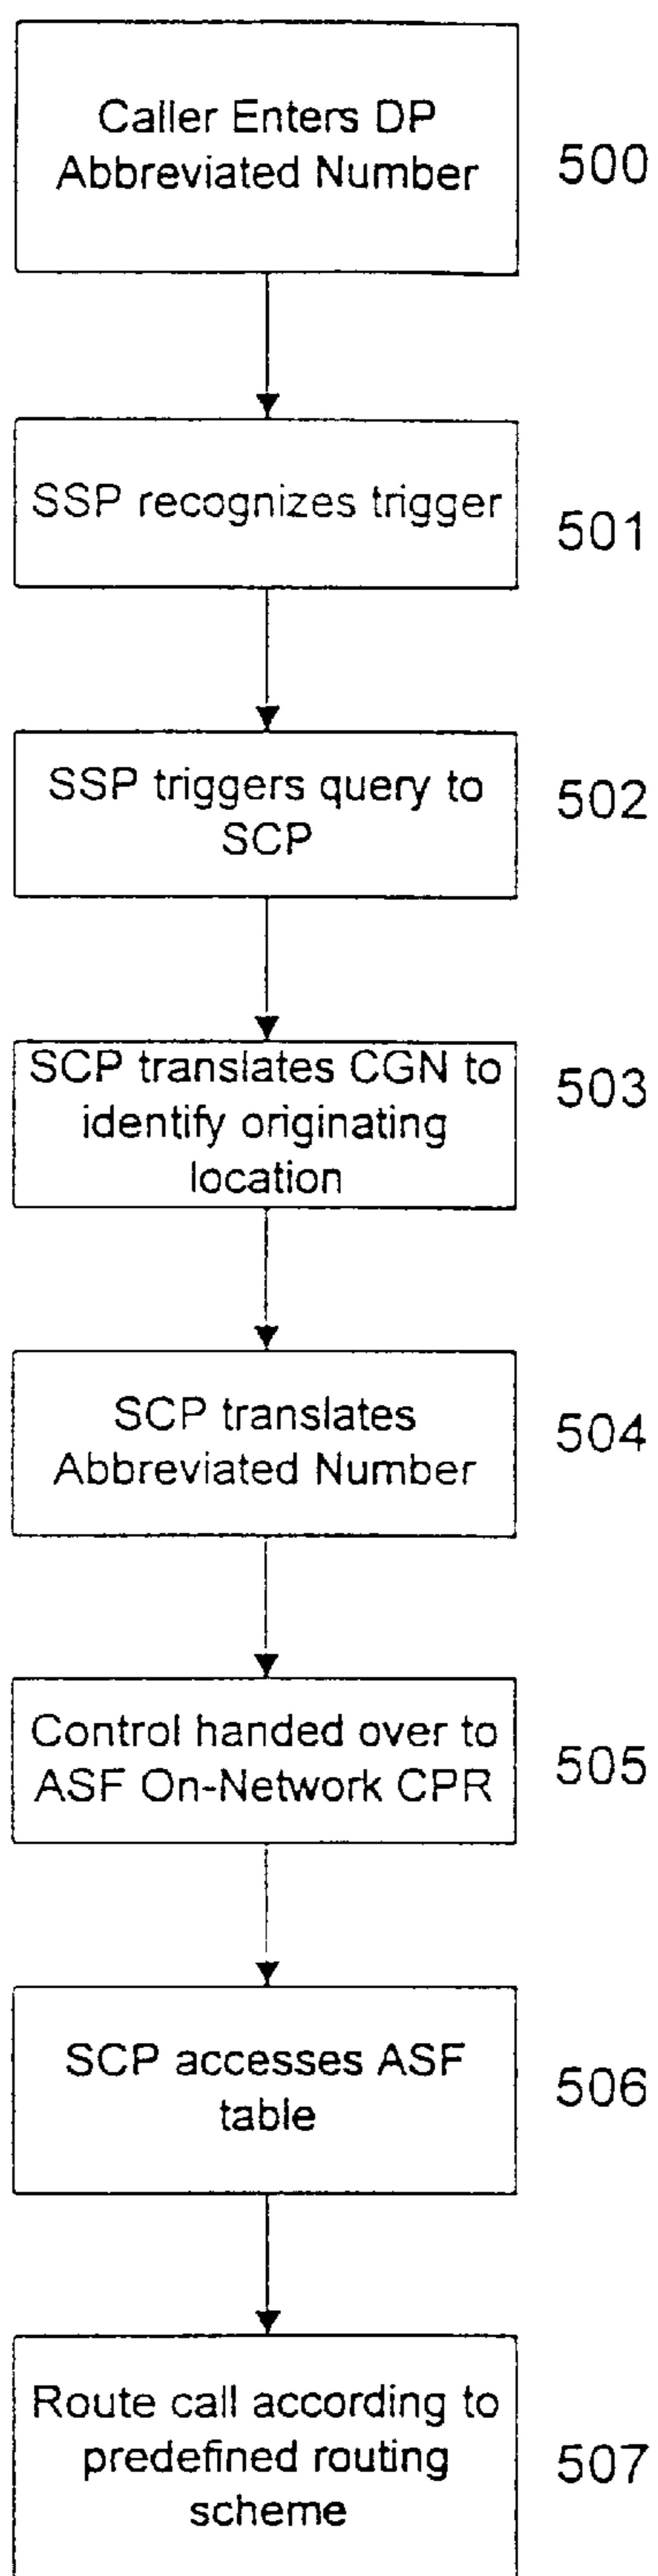 Caller Enters DP
Abbreviated Number
500
SSP recognizes trigger
501
SSP triggers query to
SCP
502
SCP translates CGN to
identify originating
location
503
SCP translates
Abbreviated Number
504
Control handed over to
ASF On-Network CPR
505
SCP accesses ASF
table
506
Route call according to
predefined routing
scheme
507